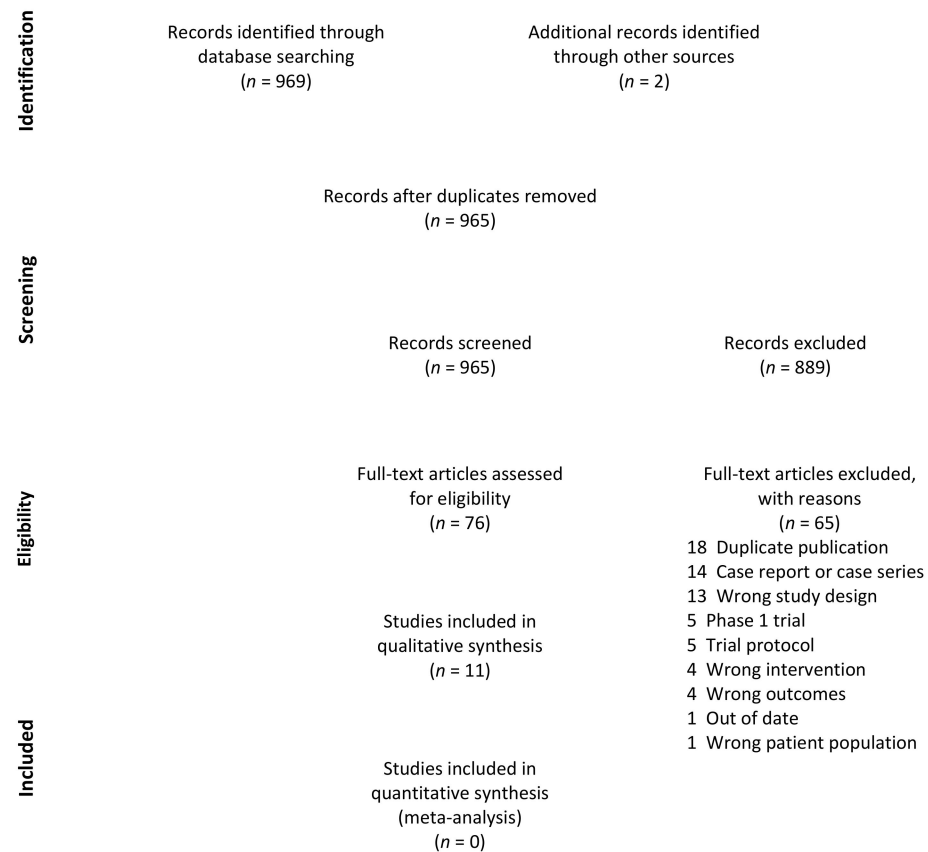 Identification
Records identified through
database searching
(n = 969)
Additional records identified
through other sources
(n = 2)
Screening
Records after duplicates removed
(n = 965)
Records screened
(n = 965)
Records excluded
(n = 889)
Eligibility
Full-text articles assessed
for eligibility
(n = 76)
Full-text articles excluded,
with reasons
(n = 65)
18 Duplicate publication
14 Case report or case series
13 Wrong study design
5 Phase 1 trial
5 Trial protocol
4 Wrong intervention
4 Wrong outcomes
1 Out of date
1 Wrong patient population
Included
Studies included in
qualitative synthesis
(n = 11)
Studies included in
quantitative synthesis
(meta-analysis)
(n = 0)